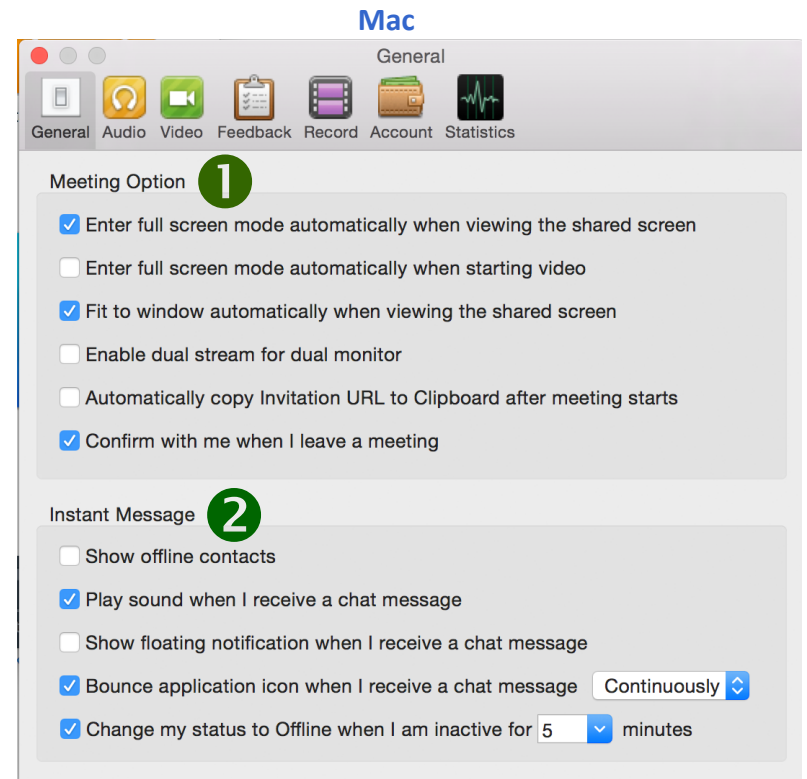 Mac
General
General Audio Video Feedback Record Account Statistics
Meeting Option 1
Enter full screen mode automatically when viewing the shared screen
Enter full screen mode automatically when starting video
Fit to window automatically when viewing the shared screen
Enable dual stream for dual monitor
Automatically copy Invitation URL to Clipboard after meeting starts
Confirm with me when I leave a meeting
Instant Message 2
Show offline contacts
Play sound when I receive a chat message
Show floating notification when I receive a chat message
Bounce application icon when I receive a chat message Continuously
Change my status to Offline when I am inactive for 5 minutes